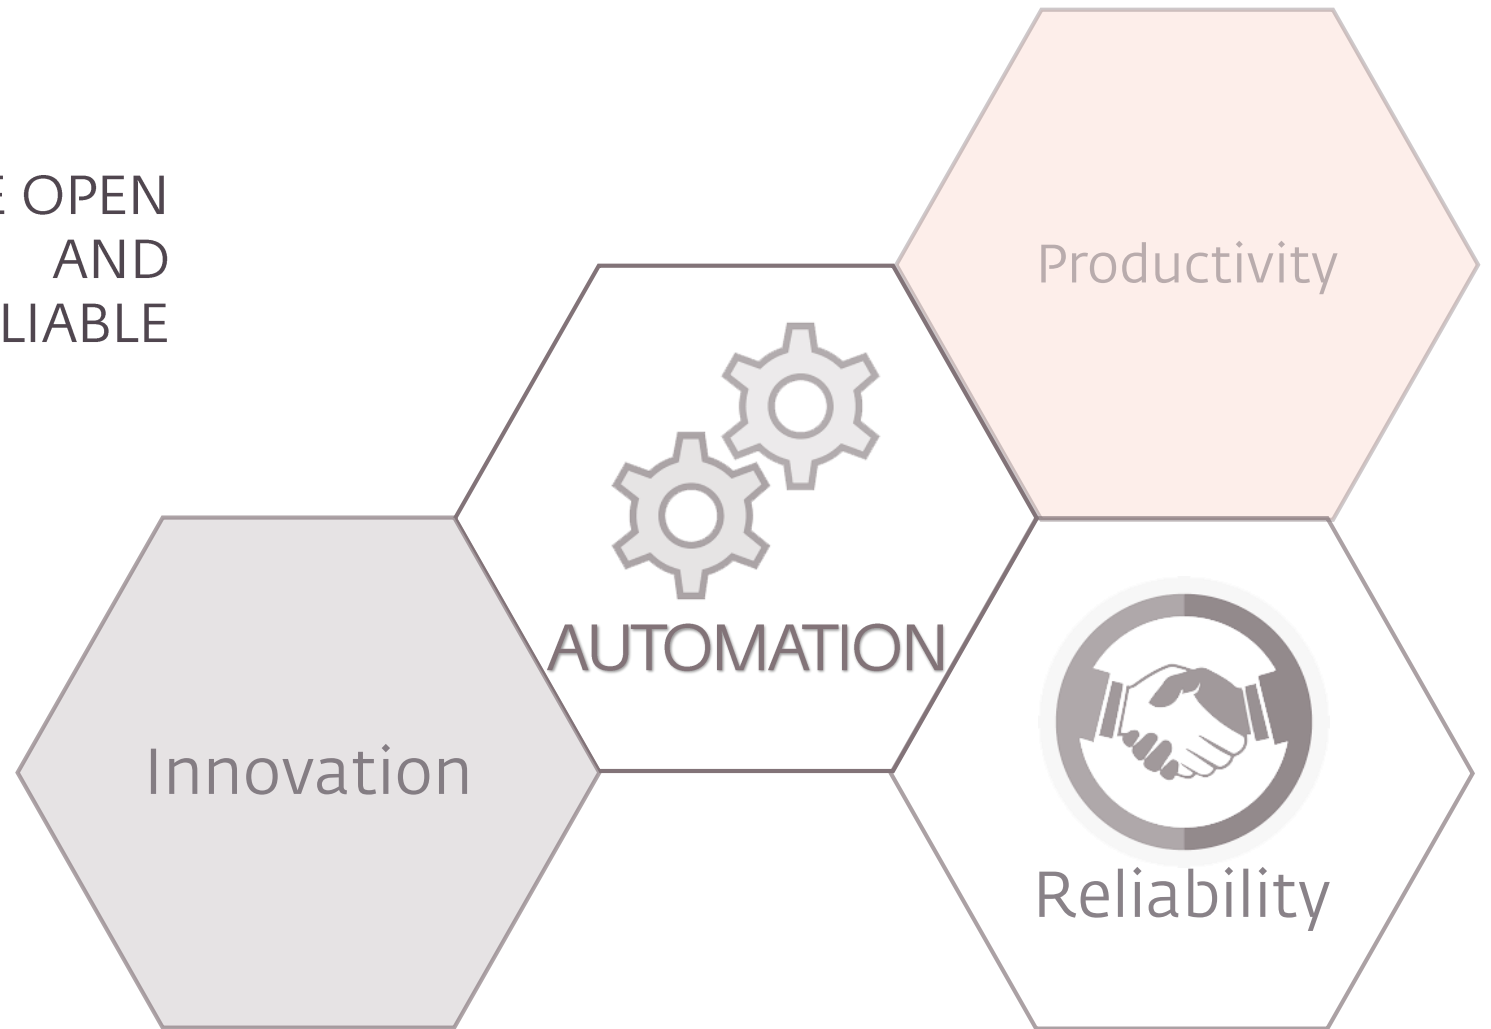 OPEN
AND
LIABLE
Productivity
AUTOMATION
Innovation
Reliability